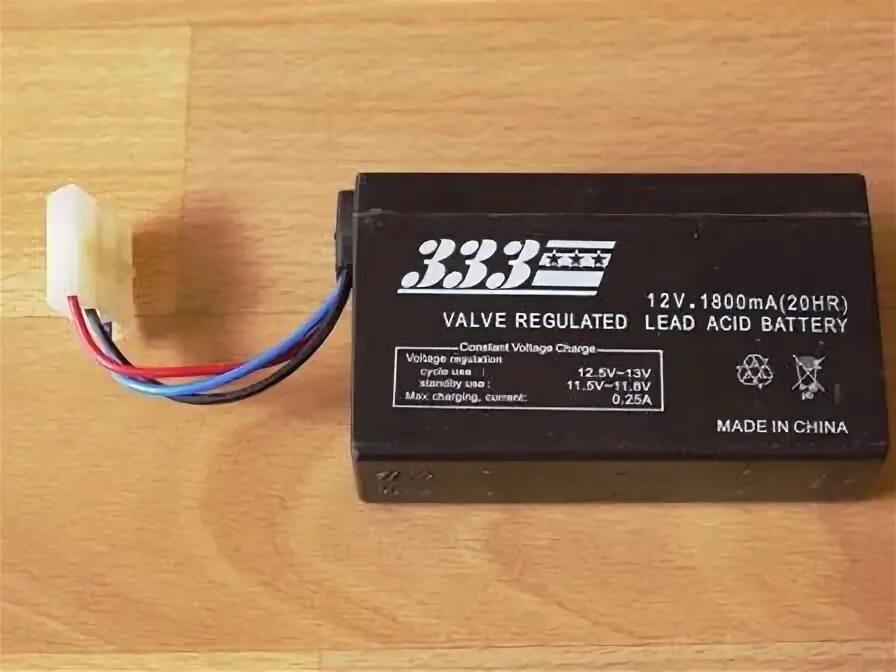 333
12V.1800mA(20HR)
VALVE REGULATED LEAD ACID BATTERY
Constant Voltage Charge
Voltage regulation
cycle use : 12.5V~13V
standby use : 11.5V~11.8V
Max. charging, current: 0.25A
MADE IN CHINA